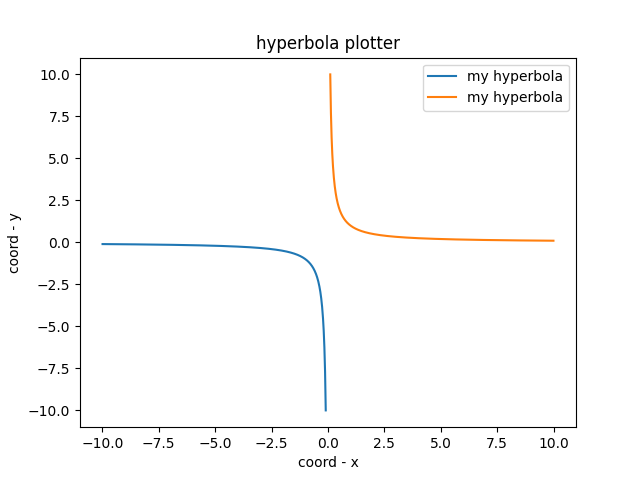 hyperbola plotter
my hyperbola
my hyperbola
10.0
7.5
5.0
2.5
0.0
−2.5
−5.0
−7.5
−10.0
coord - y
−10.0 −7.5 −5.0 −2.5 0.0 2.5 5.0 7.5 10.0
coord - x